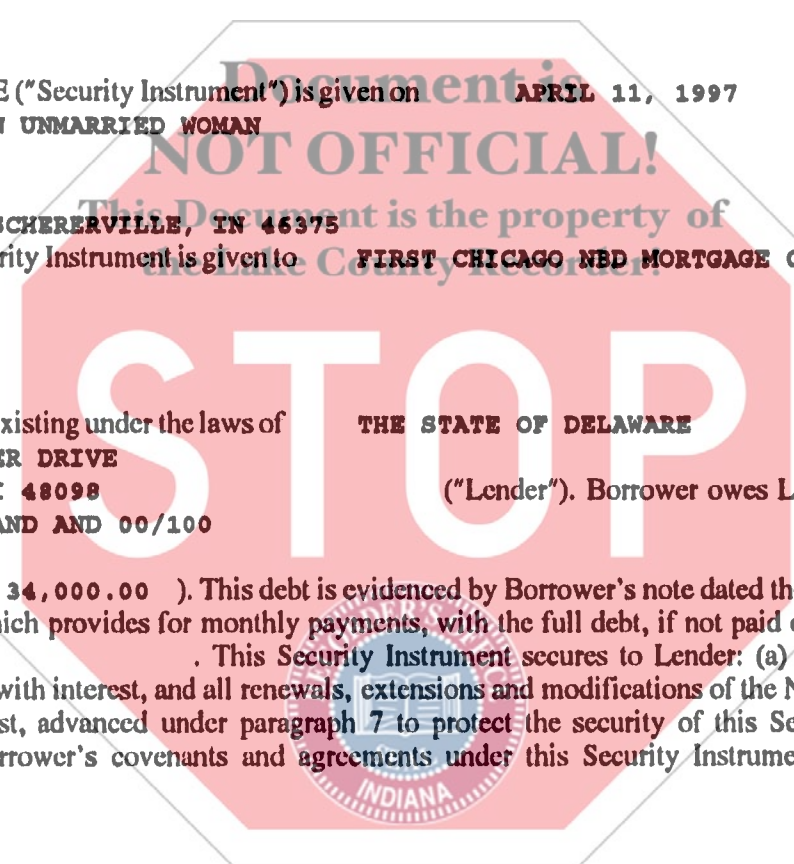 E ("Security Instrument") is given on APRIL 11, 1997
N UNMARRIED WOMAN
Document is
NOT OFFICIAL!
This Document is the property of
the Lake County Recorder!
SCHERERVILLE, IN 46375
rity Instrument is given to FIRST CHICAGO NBD MORTGAGE C
STOP
xisting under the laws of THE STATE OF DELAWARE
ER DRIVE
48098 ("Lender"). Borrower owes L
AND AND 00/100
34,000.00 ). This debt is evidenced by Borrower's note dated th
ich provides for monthly payments, with the full debt, if not paid e
. This Security Instrument secures to Lender: (a)
with interest, and all renewals, extensions and modifications of the N
st, advanced under paragraph 7 to protect the security of this Se
rrower's covenants and agreements under this Security Instrume
INDIANA